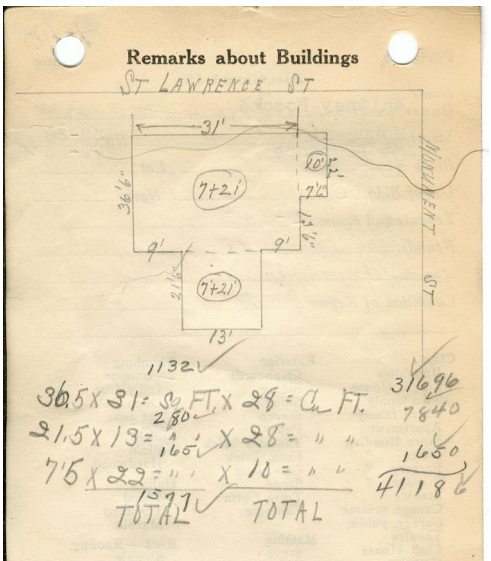 Remarks about Buildings
ST LAWRENCE ST
31'
10'
22'
7'6"
36'6"
7+21'
13'6"
MONUMENT ST
9'
9'
21'6"
7+21'
13'
1132 ✓
36.5 X 31 = Sq FT. X 28 = Cu FT. 31696
280 ✓
21.5 X 13 = " " X 28 = " " 7840
165 ✓
7.5 X 22 = " " X 10 = " " 1650
1577 ✓ 41186
TOTAL TOTAL